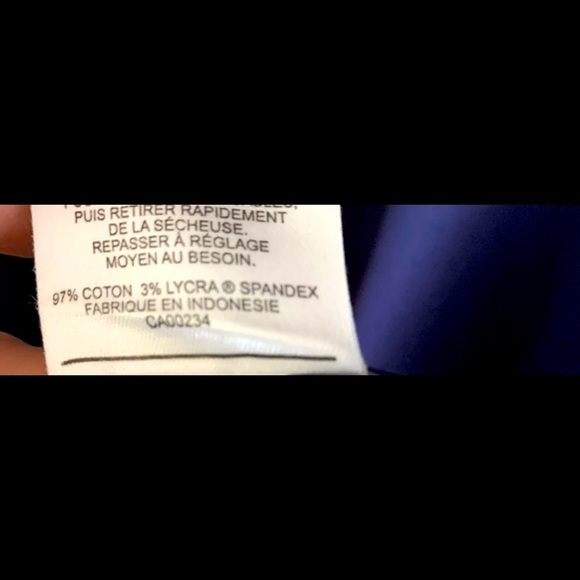 PUIS RETIRER RAPIDEMENT
DE LA SÉCHEUSE.
REPASSER À RÉGLAGE
MOYEN AU BESOIN.
97% COTON 3% LYCRA ® SPANDEX
FABRIQUE EN INDONESIE
CA00234